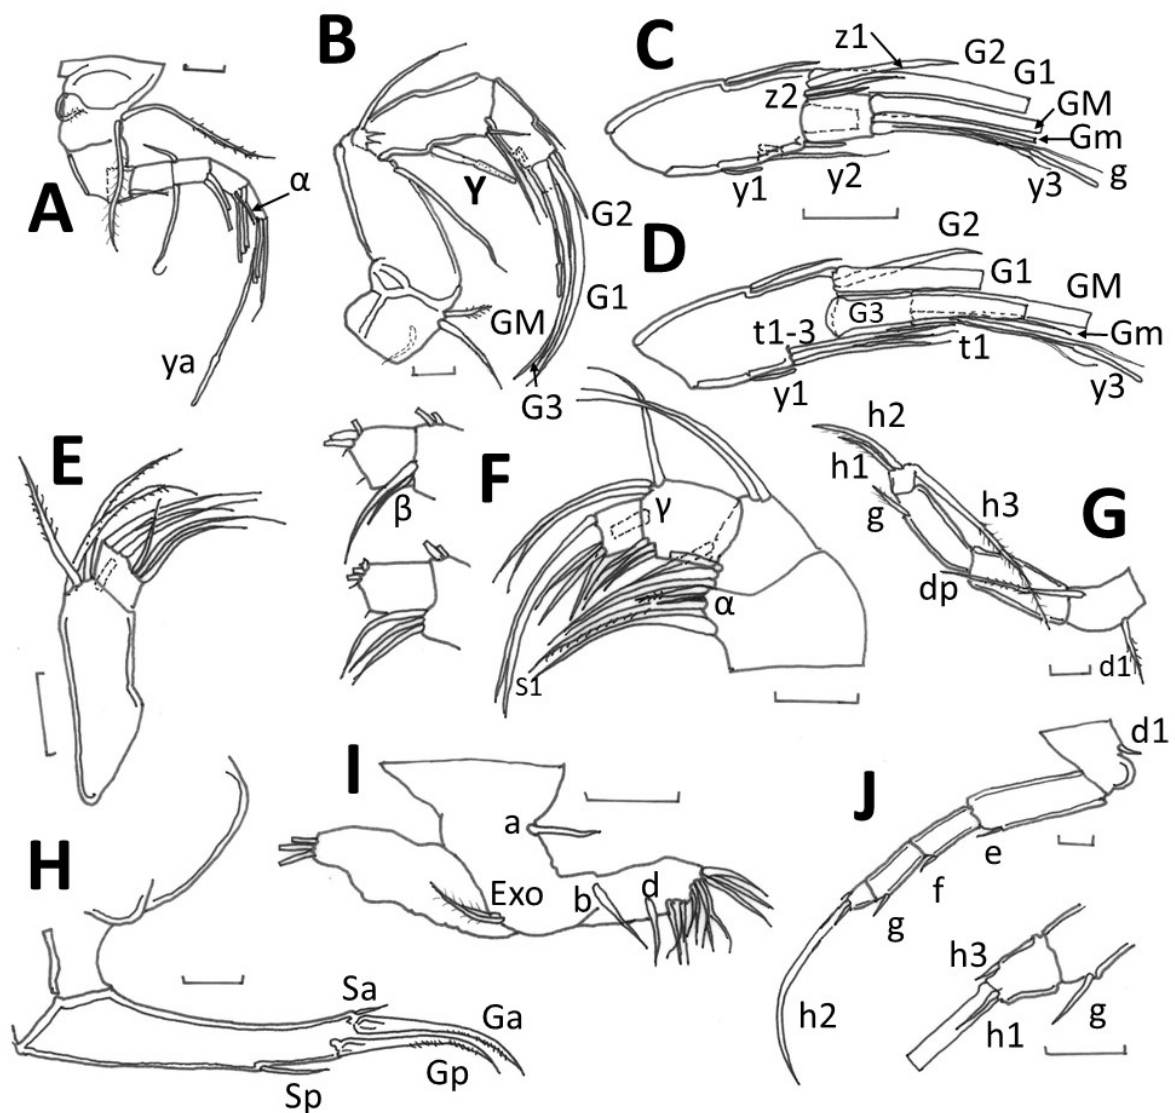 A
α
ya
B
Y
G2
G1
GM
G3
C
z1
G2
G1
z2
GM
Gm
y1
y2
y3
g
D
G2
G1
GM
G3
Gm
t1-3
t1
y1
y3
E
β
F
γ
α
S1
G
h2
h1
g
h3
dp
d1
H
Sa
Ga
Gp
Sp
I
a
Exo
b
d
J
d1
e
f
g
h2
h3
h1
g